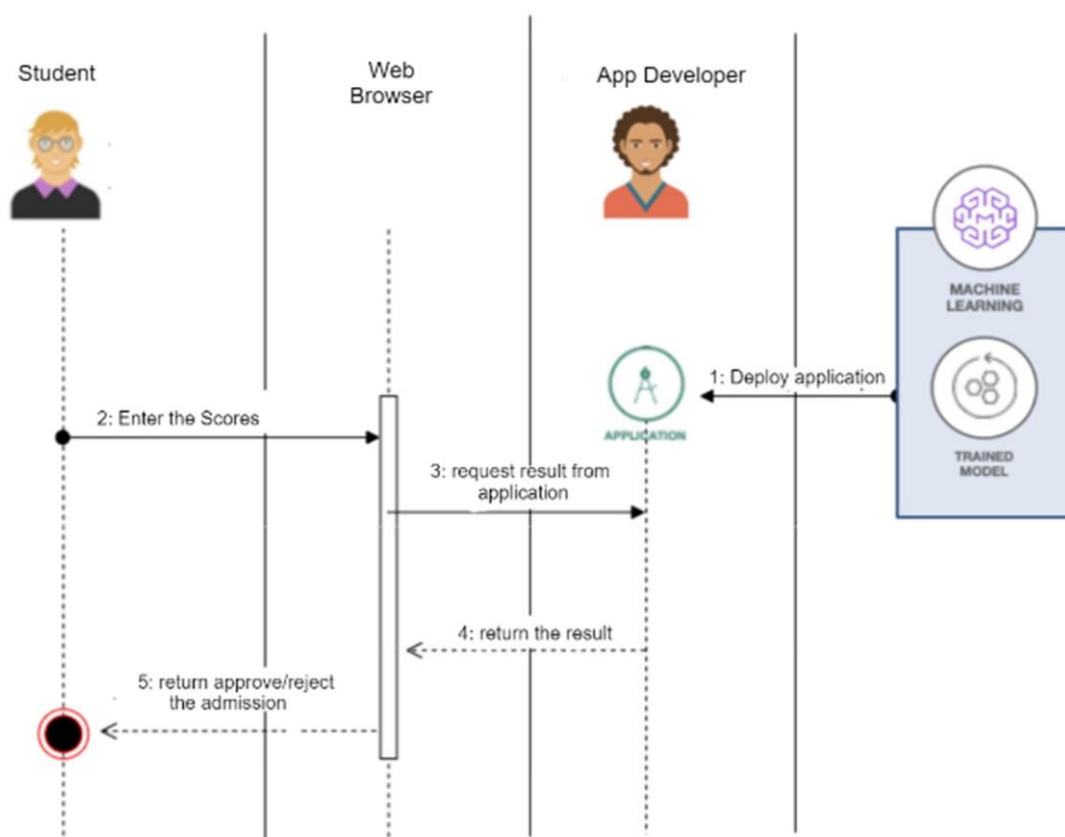 Student
Web
Browser
App Developer
MACHINE
LEARNING
1: Deploy application
2: Enter the Scores
APPLICATION
TRAINED
MODEL
3: request result from
application
4: return the result
5: return approve/reject
the admission